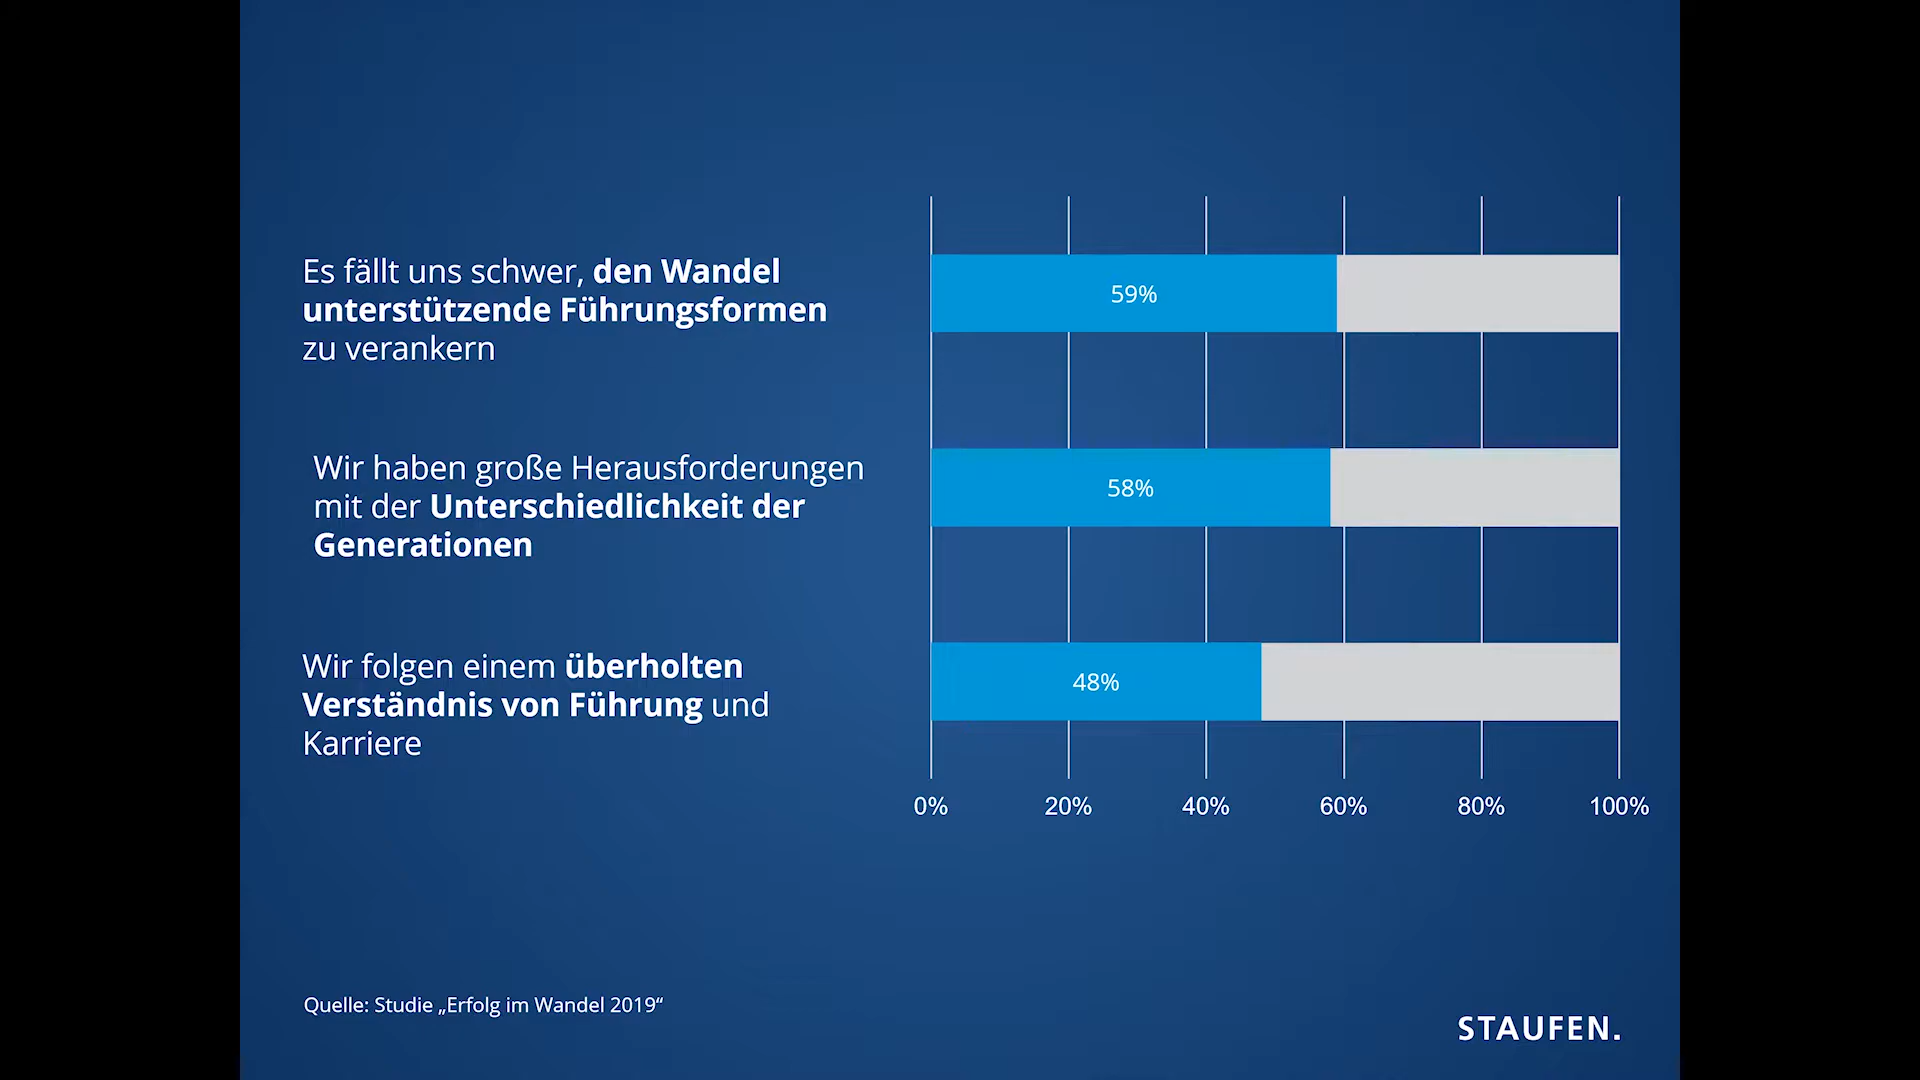 Es fällt uns schwer, den Wandel
unterstützende Führungsformen
zu verankern
59%
Wir haben große Herausforderungen
mit der Unterschiedlichkeit der
Generationen
58%
Wir folgen einem überholten
Verständnis von Führung und
Karriere
48%
0% 20% 40% 60% 80% 100%
Quelle: Studie „Erfolg im Wandel 2019“
STAUFEN.